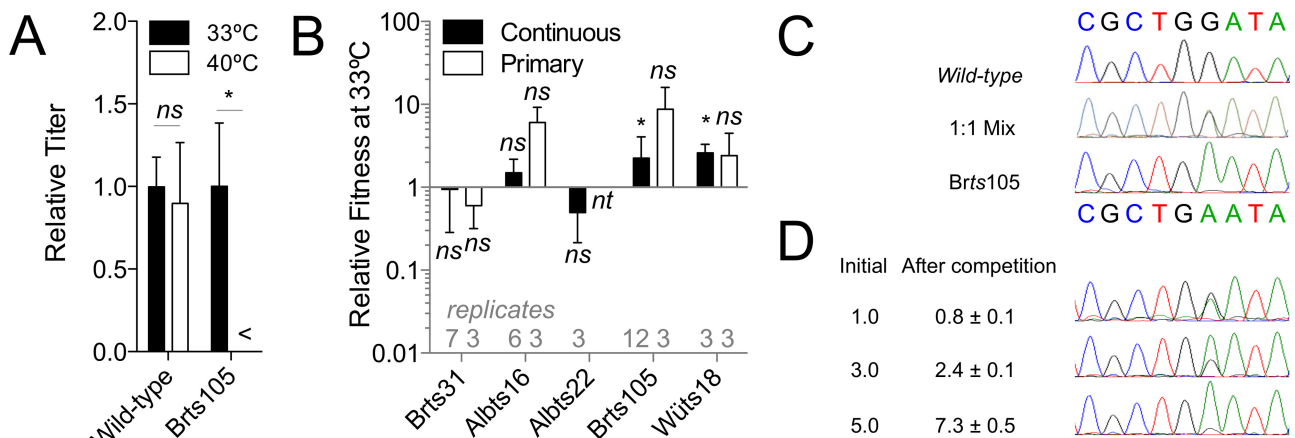 A
Relative Titer
2.0
1.5
1.0
0.5
0.0
33ºC
40ºC
ns
*
<
Wild-type
Brts105
B
Relative Fitness at 33ºC
100
10
1
0.1
0.01
Continuous
Primary
ns
ns
ns
ns
ns
nt
*
ns
*
ns
replicates
7 3 6 3 3 12 3 3 3
Brts31
Albts16
Albts22
Brts105
Wüts18
C
CGCTGGATA
Wild-type
1:1 Mix
Brts105
CGCTGAATA
D
Initial After competition
1.0 0.8 ± 0.1
3.0 2.4 ± 0.1
5.0 7.3 ± 0.5